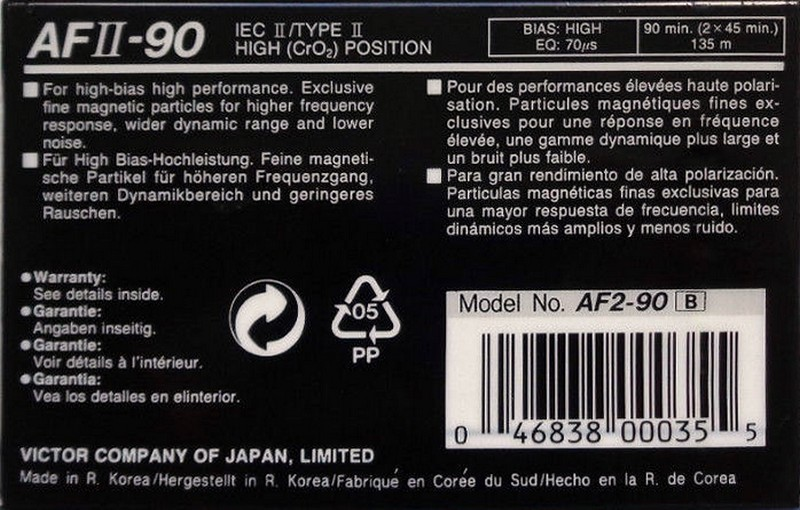 AFII-90
IEC II/TYPE II
HIGH (CrO₂) POSITION
BIAS: HIGH
EQ: 70μs
90 min. (2×45 min.)
135 m
■ For high-bias high performance. Exclusive
fine magnetic particles for higher frequency
response, wider dynamic range and lower
noise.
■ Für High Bias-Hochleistung. Feine magneti-
sche Partikel für höheren Frequenzgang,
weiteren Dynamikbereich und geringeres
Rauschen.
■ Pour des performances élevées haute polari-
sation. Particules magnétiques fines ex-
clusives pour une réponse en fréquence
élevée, une gamme dynamique plus large et
un bruit plus faible.
■ Para gran rendimiento de alta polarización.
Particulas magnéticas finas exclusivas para
una mayor respuesta de frecuencia, limites
dinámicos más amplios y menos ruido.
● Warranty:
See details inside.
● Garantie:
Angaben inseitig.
● Garantie:
Voir détails à l'intérieur.
● Garantia:
Vea los detalles en elinterior.
05
PP
Model No. AF2-90 B
0 46838 00035 5
VICTOR COMPANY OF JAPAN, LIMITED
Made in R. Korea/Hergestellt in R. Korea/Fabriqué en Corée du Sud/Hecho en la R. de Corea